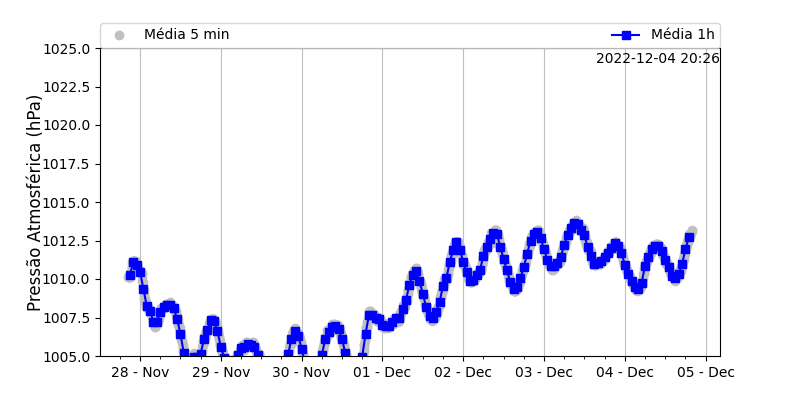 Média 5 min
Média 1h
2022-12-04 20:26
Pressão Atmosférica (hPa)
1025.0
1022.5
1020.0
1017.5
1015.0
1012.5
1010.0
1007.5
1005.0
28 - Nov
29 - Nov
30 - Nov
01 - Dec
02 - Dec
03 - Dec
04 - Dec
05 - Dec